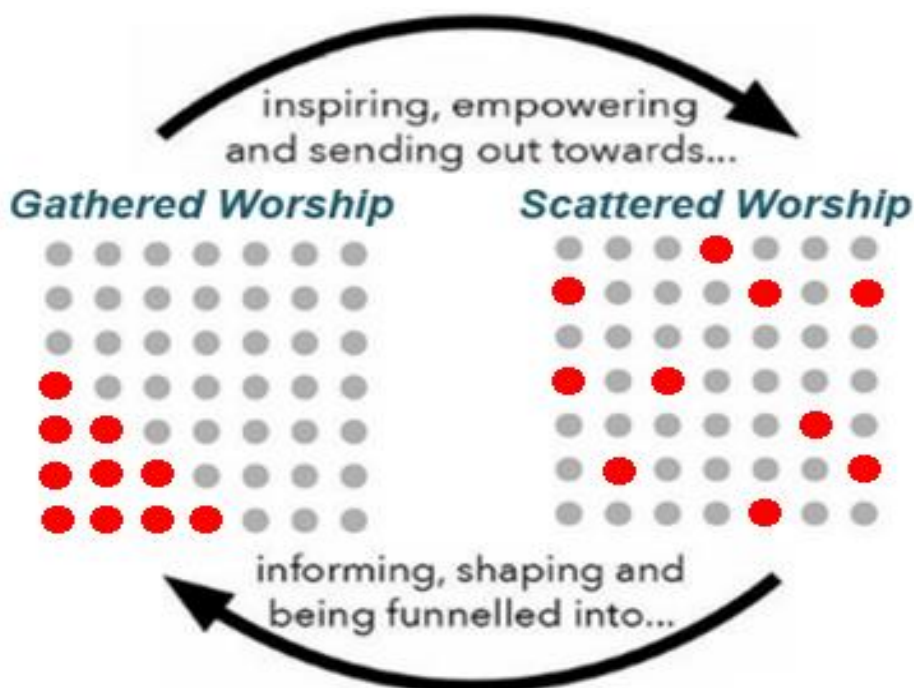 inspiring, empowering
and sending out towards...
Gathered Worship
Scattered Worship
informing, shaping and
being funnelled into...